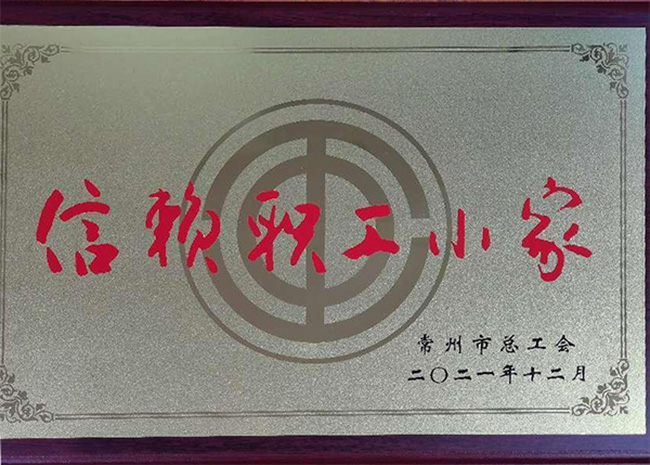 信赖职工小家
常州市总工会
二〇二一年十二月